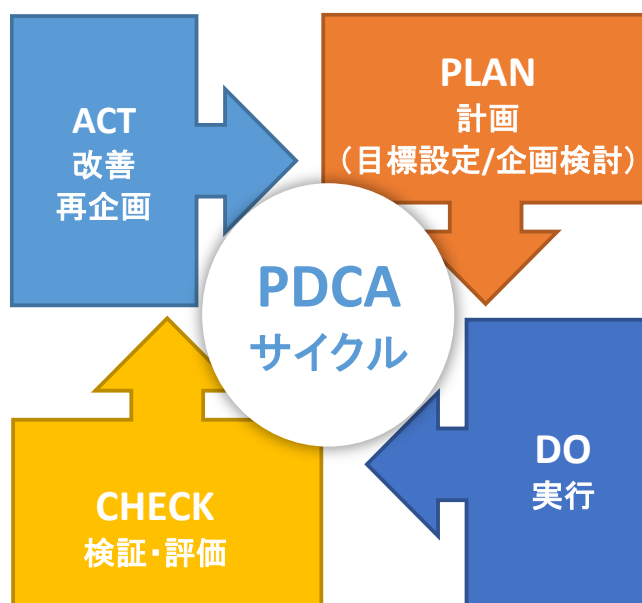 ACT
改善
再企画
PLAN
計画
（目標設定/企画検討）
PDCA
サイクル
DO
実行
CHECK
検証・評価